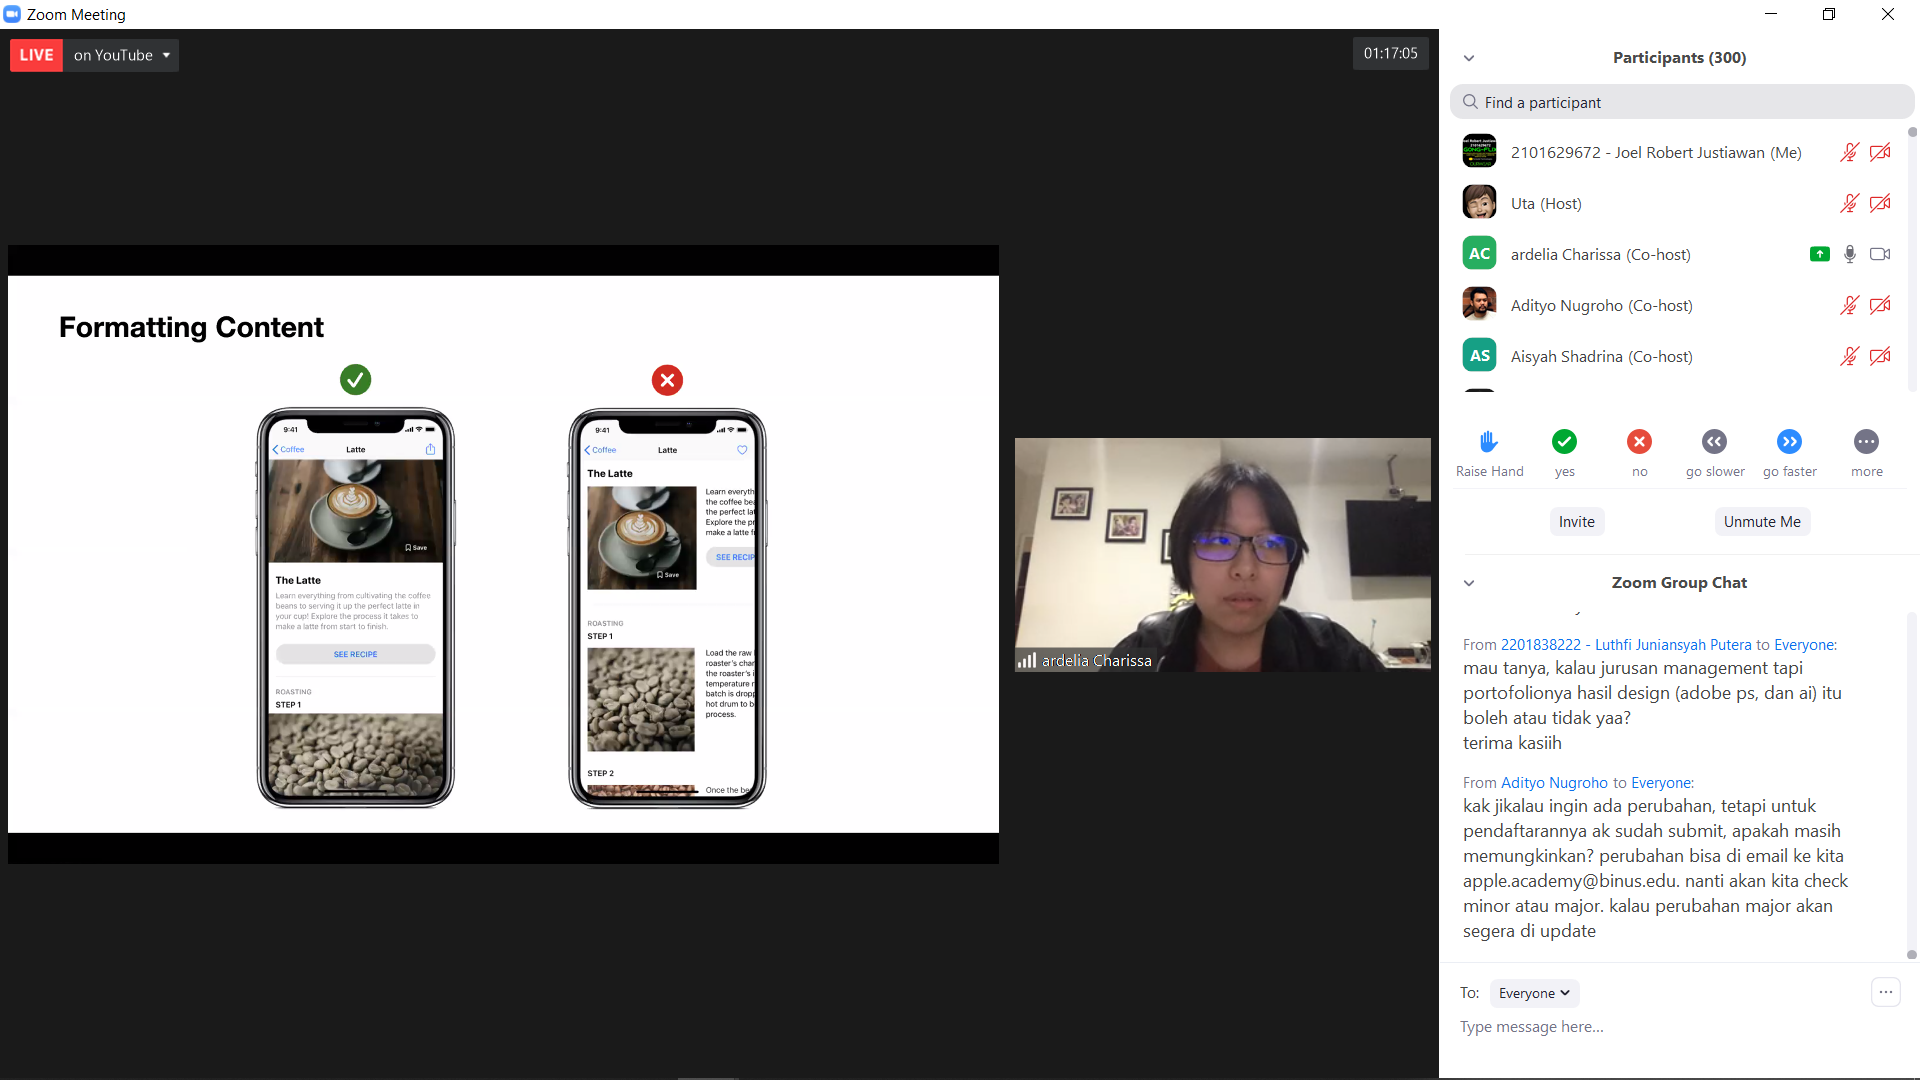 Zoom Meeting
LIVE on YouTube
01:17:05
Formatting Content
9:41
Coffee Latte
Save
The Latte
Learn everything from cultivating the coffee
beans to serving it up the perfect latte in
your cup! Explore the process it takes to
make a latte from start to finish.
SEE RECIPE
ROASTING
STEP 1
9:41
Coffee Latte
The Latte
Learn everyth
the coffee bea
the perfect lat
Explore the pr
make a latte f
SEE RECIP
Save
ROASTING
STEP 1
Load the raw
roaster's char
the roaster's i
temperature r
batch is dropp
hot drum to b
process.
STEP 2
Once the be
ardelia Charissa
Participants (300)
Find a participant
2101629672 - Joel Robert Justiawan (Me)
Uta (Host)
AC ardelia Charissa (Co-host)
Adityo Nugroho (Co-host)
AS Aisyah Shadrina (Co-host)
Raise Hand yes no go slower go faster more
Invite Unmute Me
Zoom Group Chat
From 2201838222 - Luthfi Juniansyah Putera to Everyone:
mau tanya, kalau jurusan management tapi
portofolionya hasil design (adobe ps, dan ai) itu
boleh atau tidak yaa?
terima kasiih
From Adityo Nugroho to Everyone:
kak jikalau ingin ada perubahan, tetapi untuk
pendaftarannya ak sudah submit, apakah masih
memungkinkan? perubahan bisa di email ke kita
apple.academy@binus.edu. nanti akan kita check
minor atau major. kalau perubahan major akan
segera di update
To: Everyone
Type message here...